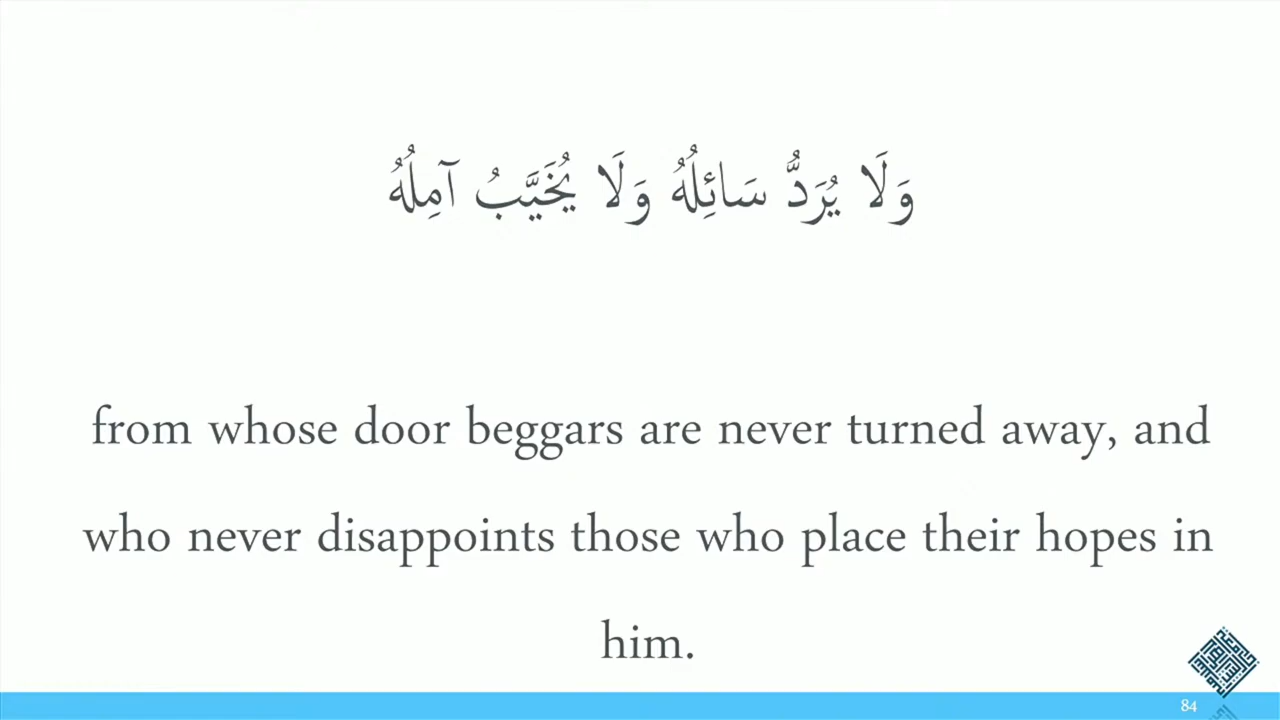 وَلَا يُرَدُّ سَائِلُهُ وَلَا يُخَيَّبُ آمِلُهُ
from whose door beggars are never turned away, and
who never disappoints those who place their hopes in
him.
84